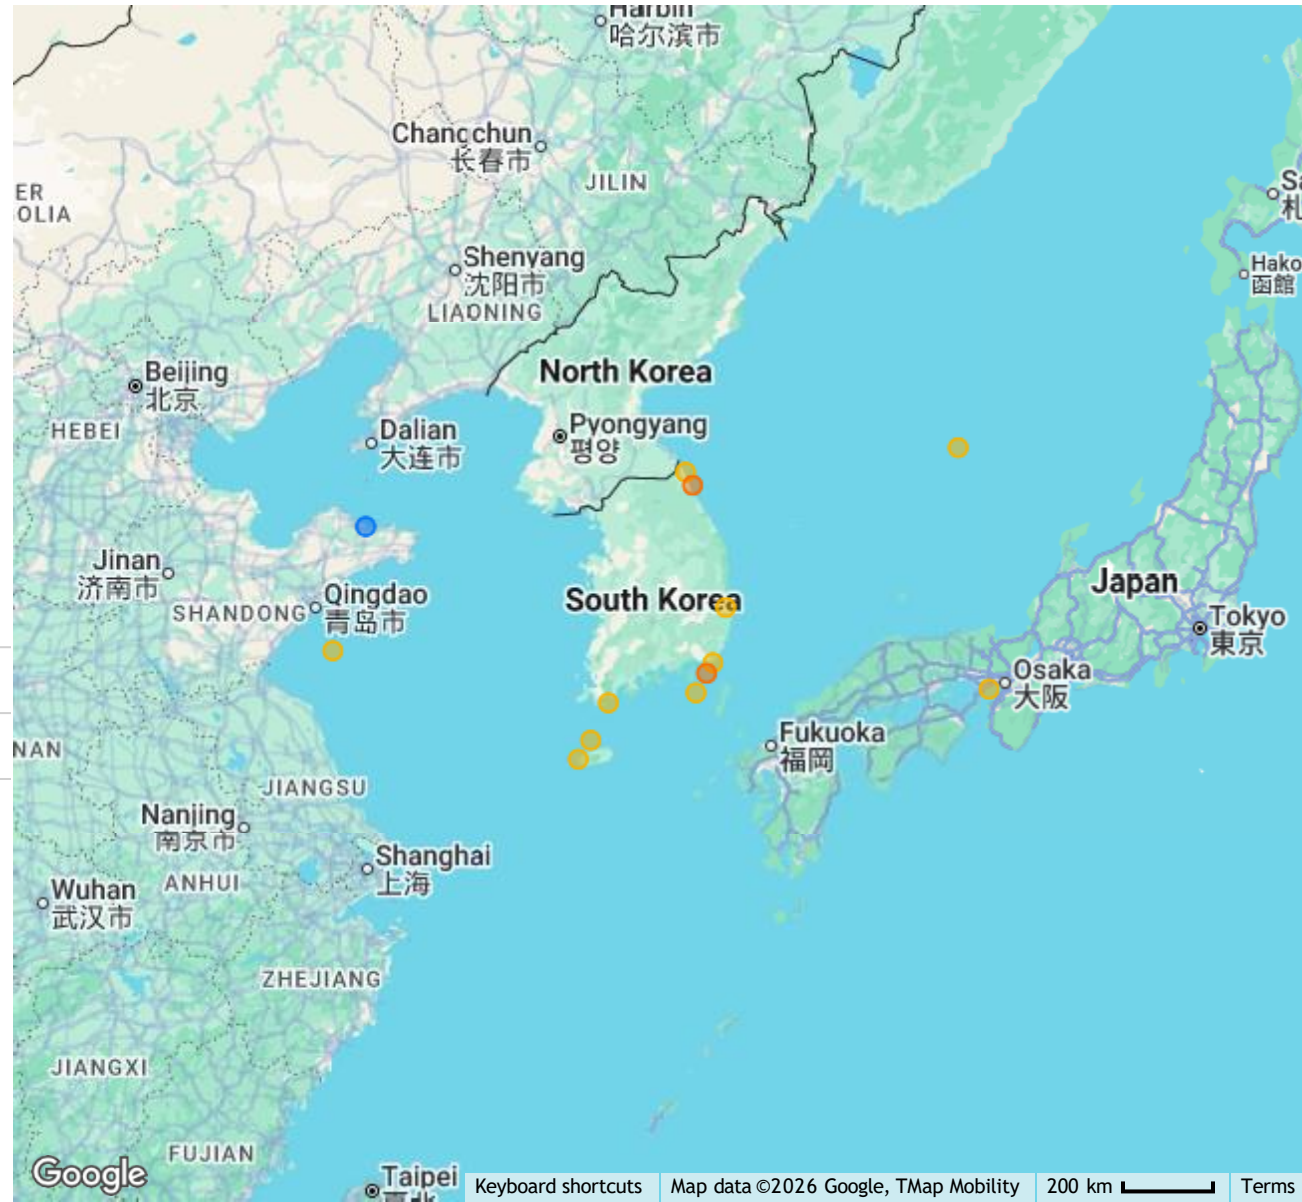 Harbin
哈尔滨市
Changchun
长春市
JILIN
ER
OLIA
Sa
札
Shenyang
沈阳市
LIAONING
Hako
函館
Beijing
北京
North Korea
HEBEI
Pyongyang
평양
Dalian
大连市
Jinan
济南市
Qingdao
青岛市
SHANDONG
South Korea
Japan
Tokyo
東京
Osaka
大阪
Fukuoka
福岡
NAN
JIANGSU
Nanjing
南京市
Shanghai
上海
ANHUI
Wuhan
武汉市
ZHEJIANG
JIANGXI
FUJIAN
Google
Taipei
Keyboard shortcuts
Map data ©2026 Google, TMap Mobility
200 km
Terms